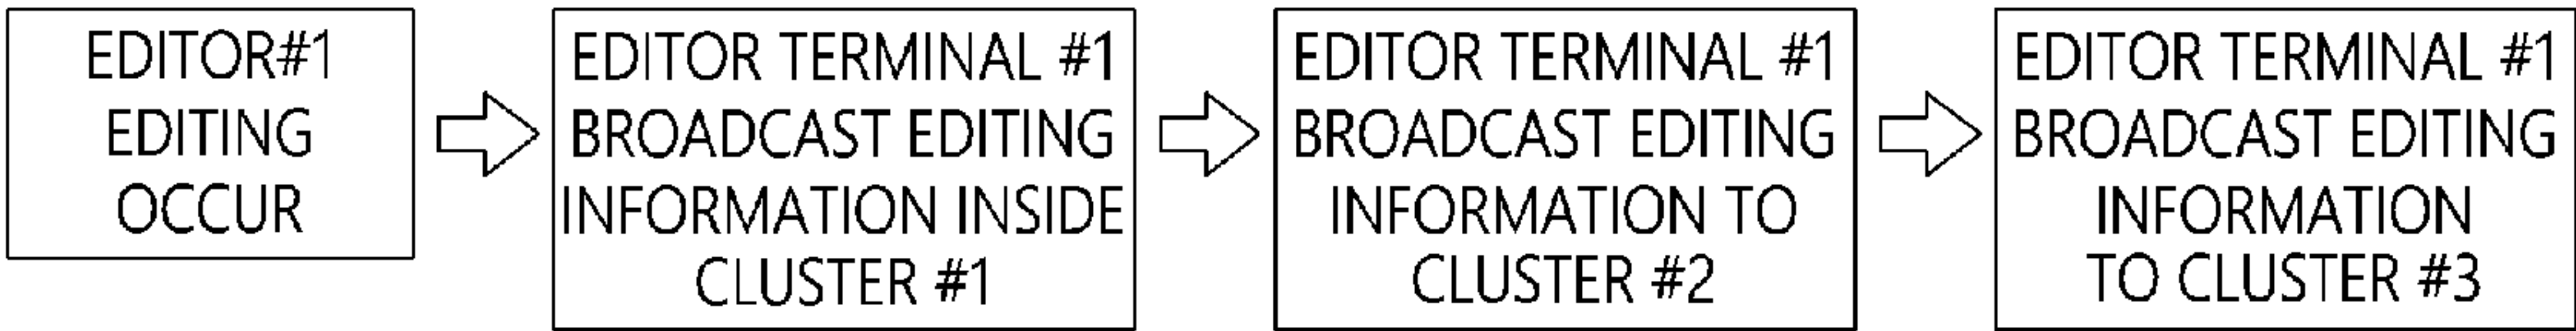 EDITOR#1
EDITING
OCCUR
EDITOR TERMINAL #1
BROADCAST EDITING
INFORMATION INSIDE
CLUSTER #1
EDITOR TERMINAL #1
BROADCAST EDITING
INFORMATION TO
CLUSTER #2
EDITOR TERMINAL #1
BROADCAST EDITING
INFORMATION
TO CLUSTER #3